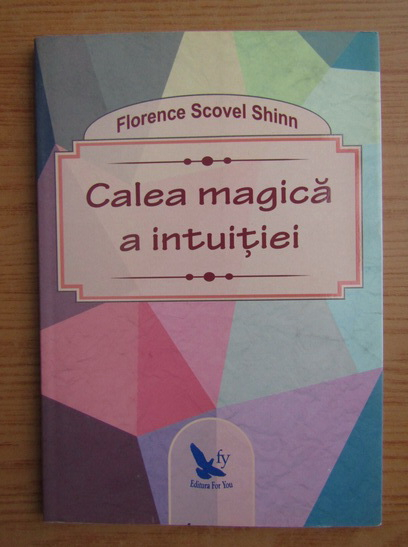 Florence Scovel Shinn
Calea magică
a intuiției
fy
Editura For You